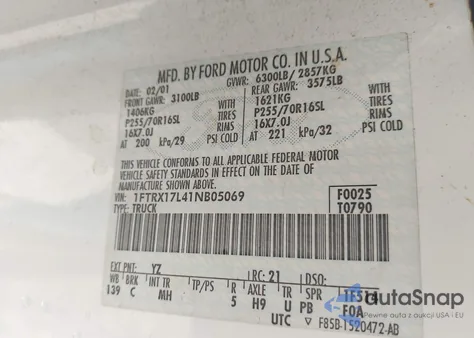 MFD. BY FORD MOTOR CO. IN U.S.A.
DATE: 02/01 GVWR: 6300LB/ 2857KG
FRONT GAWR: 3100LB REAR GAWR: 3575LB
1406KG WITH 1621KG WITH
P255/70R16SL TIRES P255/70R16SL TIRES
16X7.0J RIMS 16X7.0J RIMS
AT 200 kPa/29 PSI COLD AT 221 kPa/32 PSI COLD
THIS VEHICLE CONFORMS TO ALL APPLICABLE FEDERAL MOTOR
VEHICLE SAFETY STANDARDS IN EFFECT ON THE DATE OF
MANUFACTURE SHOWN ABOVE.
VIN: 1FTRX17L41NB05069 F0025
TYPE: TRUCK T0790
EXT PNT: YZ RC: 21 DSO:
WB BRK INT TR TP/PS R AXLE TR SPR
139 C MH 5 H9 U PB F0A
UTC F85B-1520472-AB
autoSnap
Dobre auta z aukcji USA i EU